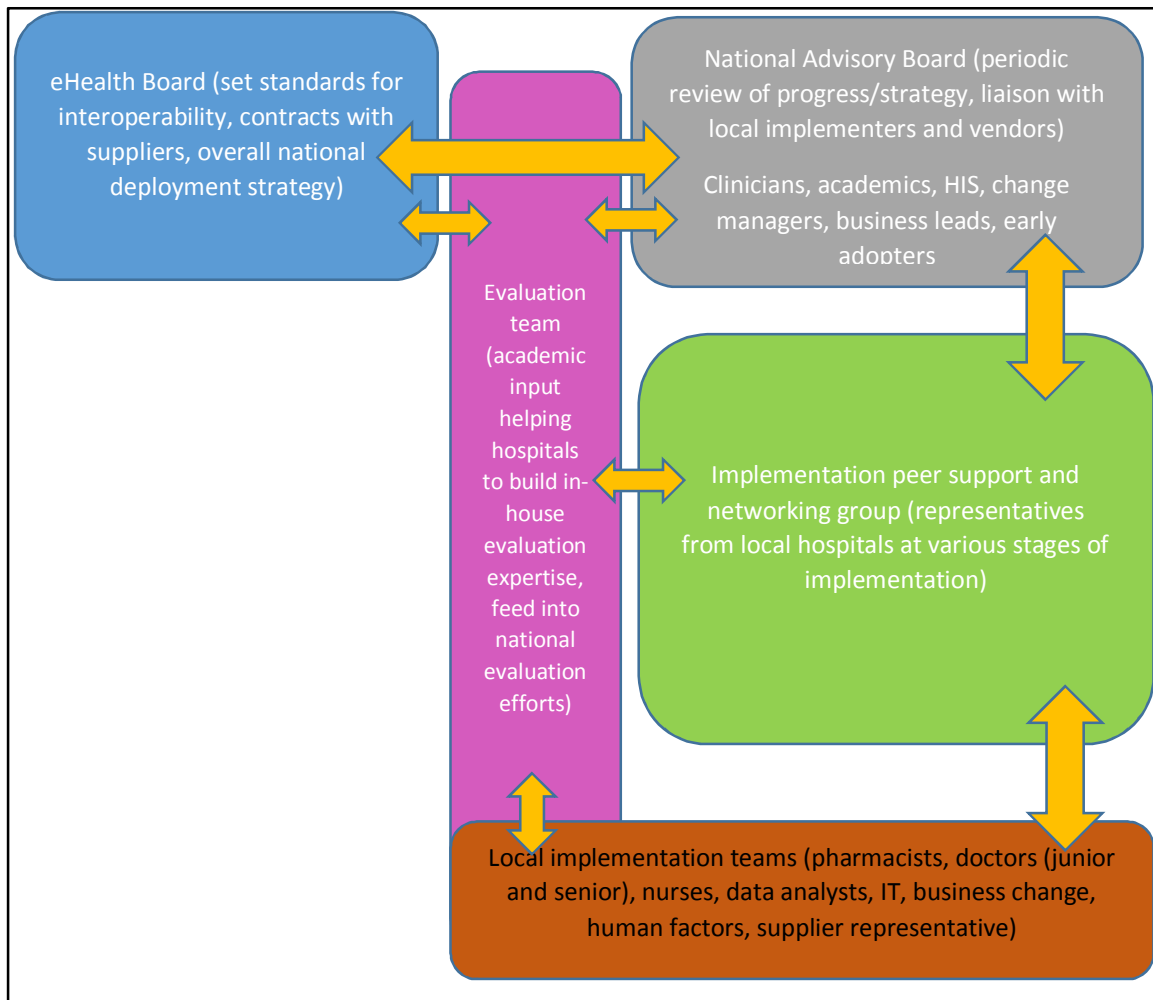 eHealth Board (set standards for
interoperability, contracts with
suppliers, overall national
deployment strategy)
National Advisory Board (periodic
review of progress/strategy, liaison with
local implementers and vendors)
Clinicians, academics, HIS, change
managers, business leads, early
adopters
Evaluation
team
(academic
input
helping
hospitals
to build in-
house
evaluation
expertise,
feed into
national
evaluation
efforts)
Implementation peer support and
networking group (representatives
from local hospitals at various stages of
implementation)
Local implementation teams (pharmacists, doctors (junior
and senior), nurses, data analysts, IT, business change,
human factors, supplier representative)